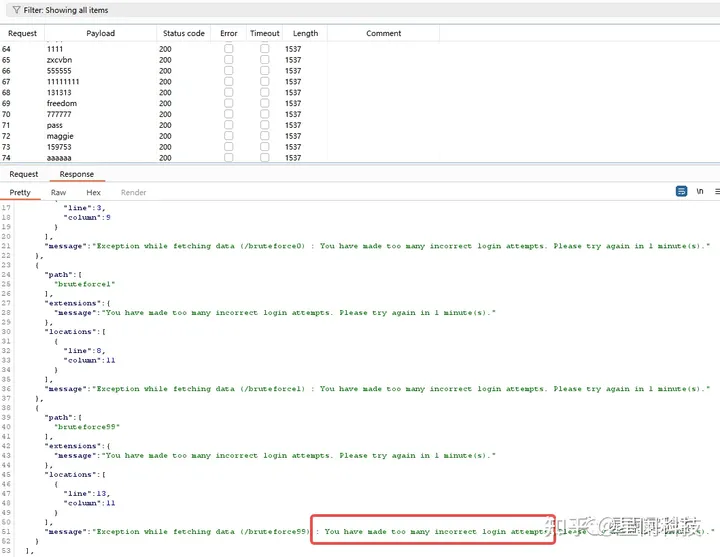 Filter: Showing all items
Request Payload Status code Error Timeout Length Comment
64 1111 200 1537
65 zxcvbn 200 1537
66 555555 200 1537
67 11111111 200 1537
68 131313 200 1537
69 freedom 200 1537
70 777777 200 1537
71 pass 200 1537
72 maggie 200 1537
73 159753 200 1537
74 aaaaaa 200 1537
Request Response
Pretty Raw Hex Render \n
17 "line":3,
18 "column":9
19 }
20 ],
21 "message":"Exception while fetching data (/bruteforce0) : You have made too many incorrect login attempts. Please try again in 1 minute(s)."
22 },
23 {
24 "path":[
25 "bruteforce1"
26 ],
27 "extensions":{
28 "message":"You have made too many incorrect login attempts. Please try again in 1 minute(s)."
29 },
30 "locations":[
31 {
32 "line":8,
33 "column":11
34 }
35 ],
36 "message":"Exception while fetching data (/bruteforce1) : You have made too many incorrect login attempts. Please try again in 1 minute(s)."
37 },
38 {
39 "path":[
40 "bruteforce99"
41 ],
42 "extensions":{
43 "message":"You have made too many incorrect login attempts. Please try again in 1 minute(s)."
44 },
45 "locations":[
46 {
47 "line":13,
48 "column":11
49 }
50 ],
51 "message":"Exception while fetching data (/bruteforce99) : You have made too many incorrect login attempts. Please
52 }
53 ],
知乎 @星阑科技